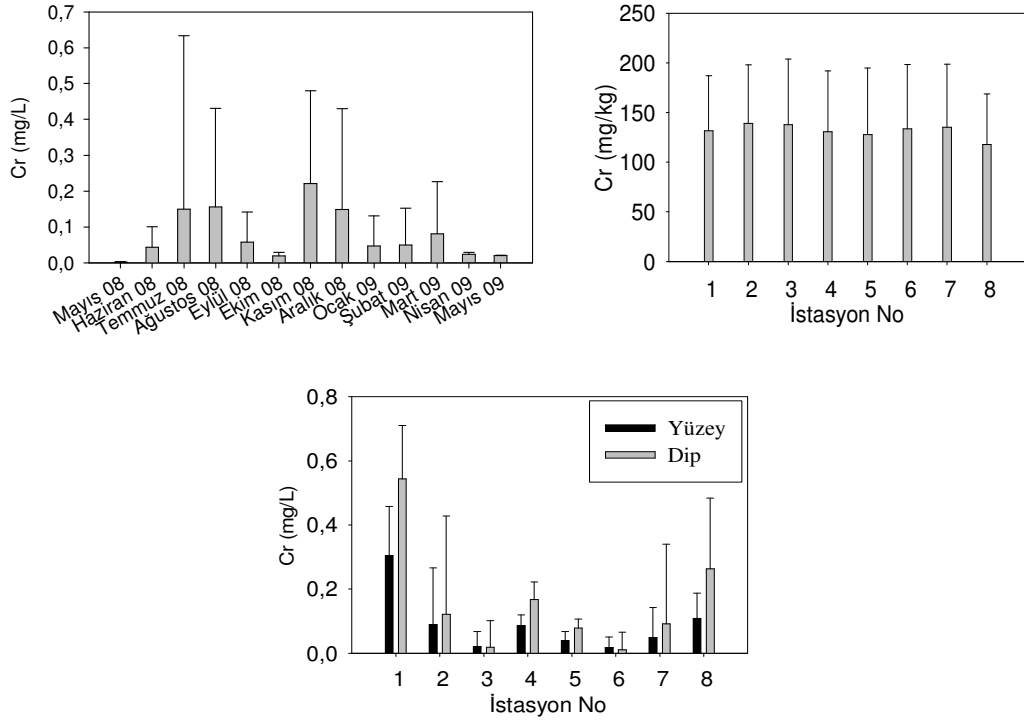 Cr (mg/L)
0,7
0,6
0,5
0,4
0,3
0,2
0,1
0,0
Mayıs 08
Haziran 08
Temmuz 08
Ağustos 08
Eylül 08
Ekim 08
Kasım 08
Aralık 08
Ocak 09
Şubat 09
Mart 09
Nisan 09
Mayıs 09
Cr (mg/kg)
250
200
150
100
50
0
1 2 3 4 5 6 7 8
İstasyon No
Cr (mg/L)
0,8
0,6
0,4
0,2
0,0
Yüzey
Dip
1 2 3 4 5 6 7 8
İstasyon No